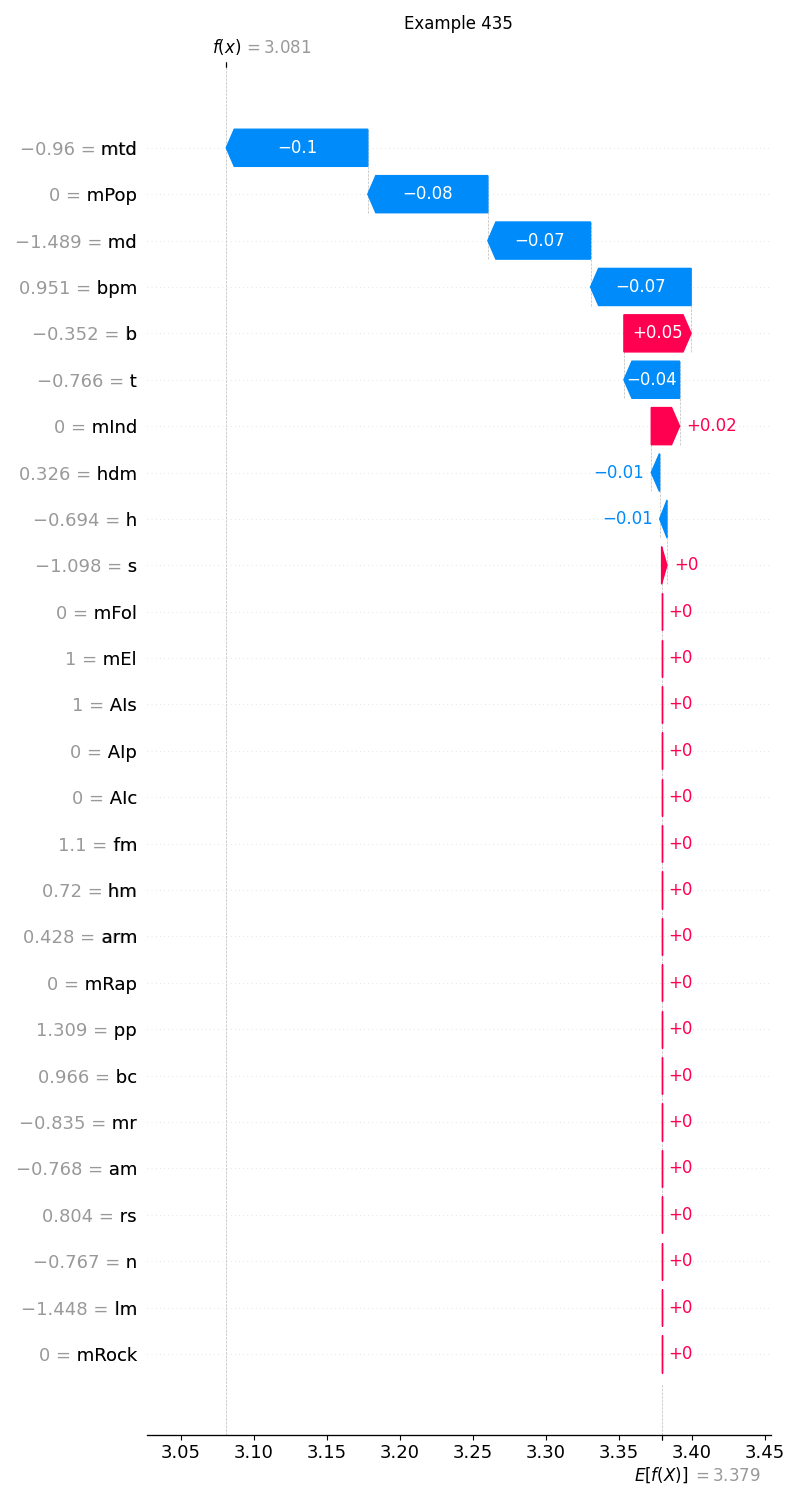 Example 435
f(x) = 3.081
−0.96 = mtd −0.1
0 = mPop −0.08
−1.489 = md −0.07
0.951 = bpm −0.07
−0.352 = b +0.05
−0.766 = t −0.04
0 = mInd +0.02
0.326 = hdm −0.01
−0.694 = h −0.01
−1.098 = s +0
0 = mFol +0
1 = mEl +0
1 = AIs +0
0 = AIp +0
0 = AIc +0
1.1 = fm +0
0.72 = hm +0
0.428 = arm +0
0 = mRap +0
1.309 = pp +0
0.966 = bc +0
−0.835 = mr +0
−0.768 = am +0
0.804 = rs +0
−0.767 = n +0
−1.448 = lm +0
0 = mRock +0
3.05 3.10 3.15 3.20 3.25 3.30 3.35 3.40 3.45
E[f(X)] = 3.379